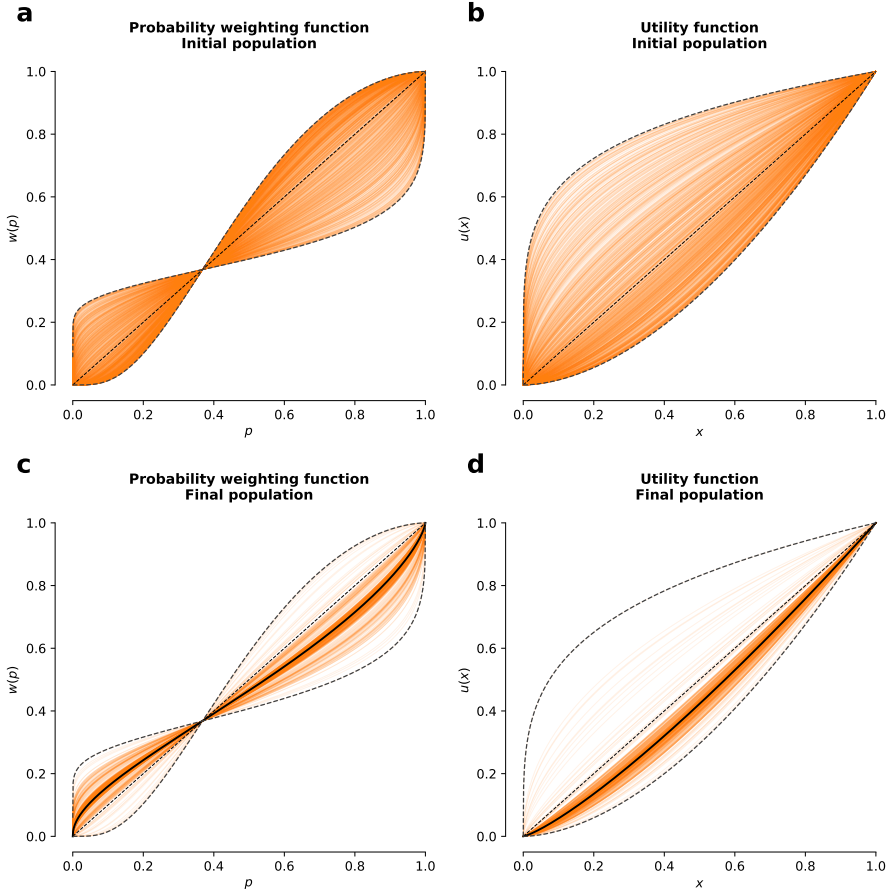 a
Probability weighting function
Initial population
1.0
0.8
0.6
0.4
0.2
0.0
w(p)
0.0 0.2 0.4 0.6 0.8 1.0
p
b
Utility function
Initial population
1.0
0.8
0.6
0.4
0.2
0.0
u(x)
0.0 0.2 0.4 0.6 0.8 1.0
x
c
Probability weighting function
Final population
1.0
0.8
0.6
0.4
0.2
0.0
w(p)
0.0 0.2 0.4 0.6 0.8 1.0
p
d
Utility function
Final population
1.0
0.8
0.6
0.4
0.2
0.0
u(x)
0.0 0.2 0.4 0.6 0.8 1.0
x